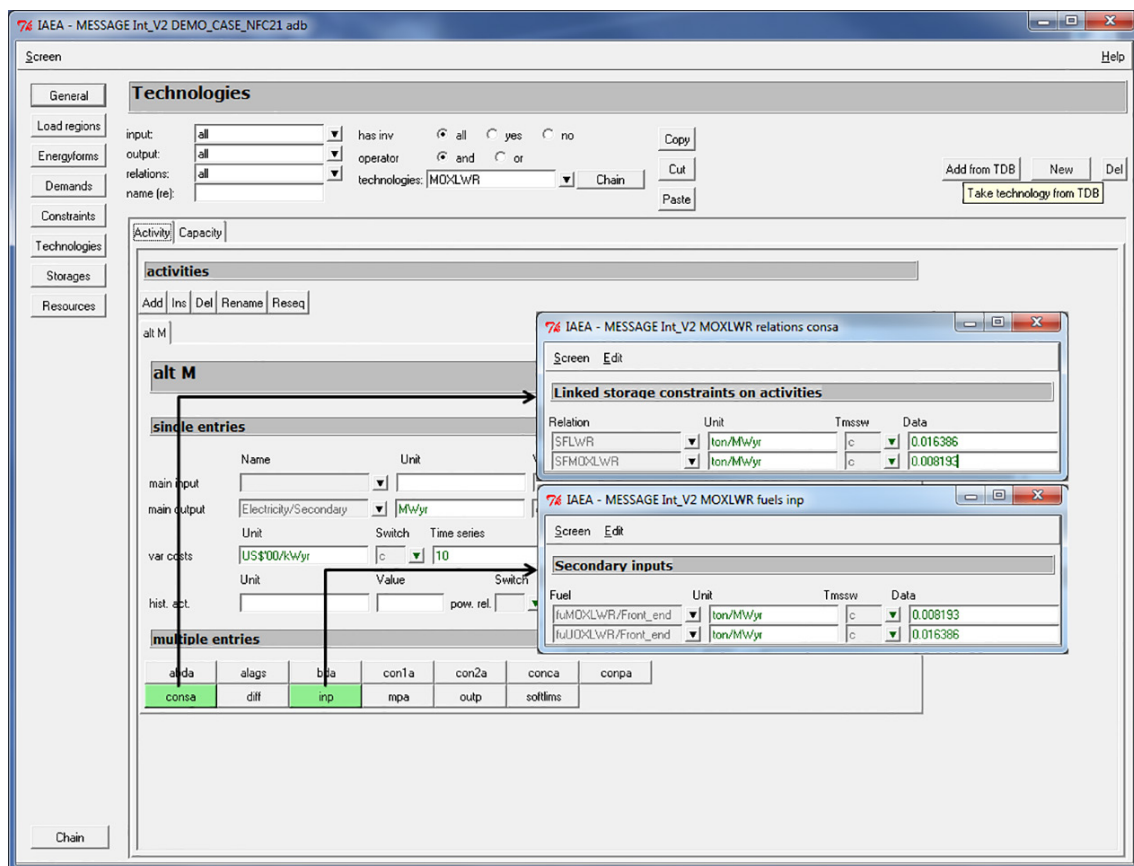 IAEA - MESSAGE Int_V2 DEMO_CASE_NFC21 adb
Screen Help
General
Load regions
Energyforms
Demands
Constraints
Technologies
Storages
Resources
Chain
Technologies
input: all has inv all yes no Copy
output: all operator and or
relations: all technologies: MOXLWR Chain Cut
name (re): Paste
Add from TDB New Del
Take technology from TDB
Activity Capacity
activities
Add Ins Del Rename Reseq
alt M
alt M
single entries
Name Unit
main input
main output Electricity/Secondary MWyr
Unit Switch Time series
var costs US$'00/kWyr c 10
Unit Value Switch
hist. act. pow. rel.
multiple entries
abda alags bda con1a con2a conca conpa
consa diff inp mpa outp softlims
IAEA - MESSAGE Int_V2 MOXLWR relations consa
Screen Edit
Linked storage constraints on activities
Relation Unit Tmssw Data
SFLWR ton/MWyr c 0.016386
SFMOXLWR ton/MWyr c 0.008193
IAEA - MESSAGE Int_V2 MOXLWR fuels inp
Screen Edit
Secondary inputs
Fuel Unit Tmssw Data
fuMOXLWR/Front_end ton/MWyr c 0.008193
fuUOXLWR/Front_end ton/MWyr c 0.016386